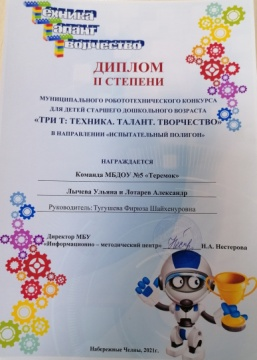 Техника
Талант
Творчество
ДИПЛОМ
II СТЕПЕНИ
МУНИЦИПАЛЬНОГО РОБОТОТЕХНИЧЕСКОГО КОНКУРСА
ДЛЯ ДЕТЕЙ СТАРШЕГО ДОШКОЛЬНОГО ВОЗРАСТА
«ТРИ Т: ТЕХНИКА. ТАЛАНТ. ТВОРЧЕСТВО»
В НАПРАВЛЕНИИ «ИСПЫТАТЕЛЬНЫЙ ПОЛИГОН»
НАГРАЖДАЕТСЯ
Команда МБДОУ №5 «Теремок»
Лычева Ульяна и Лотарев Александр
Руководитель: Тугушева Фирюза Шайхенуровна
Директор МБУ
«Информационно – методический центр» Н.А. Нестерова
Набережные Челны, 2021г.